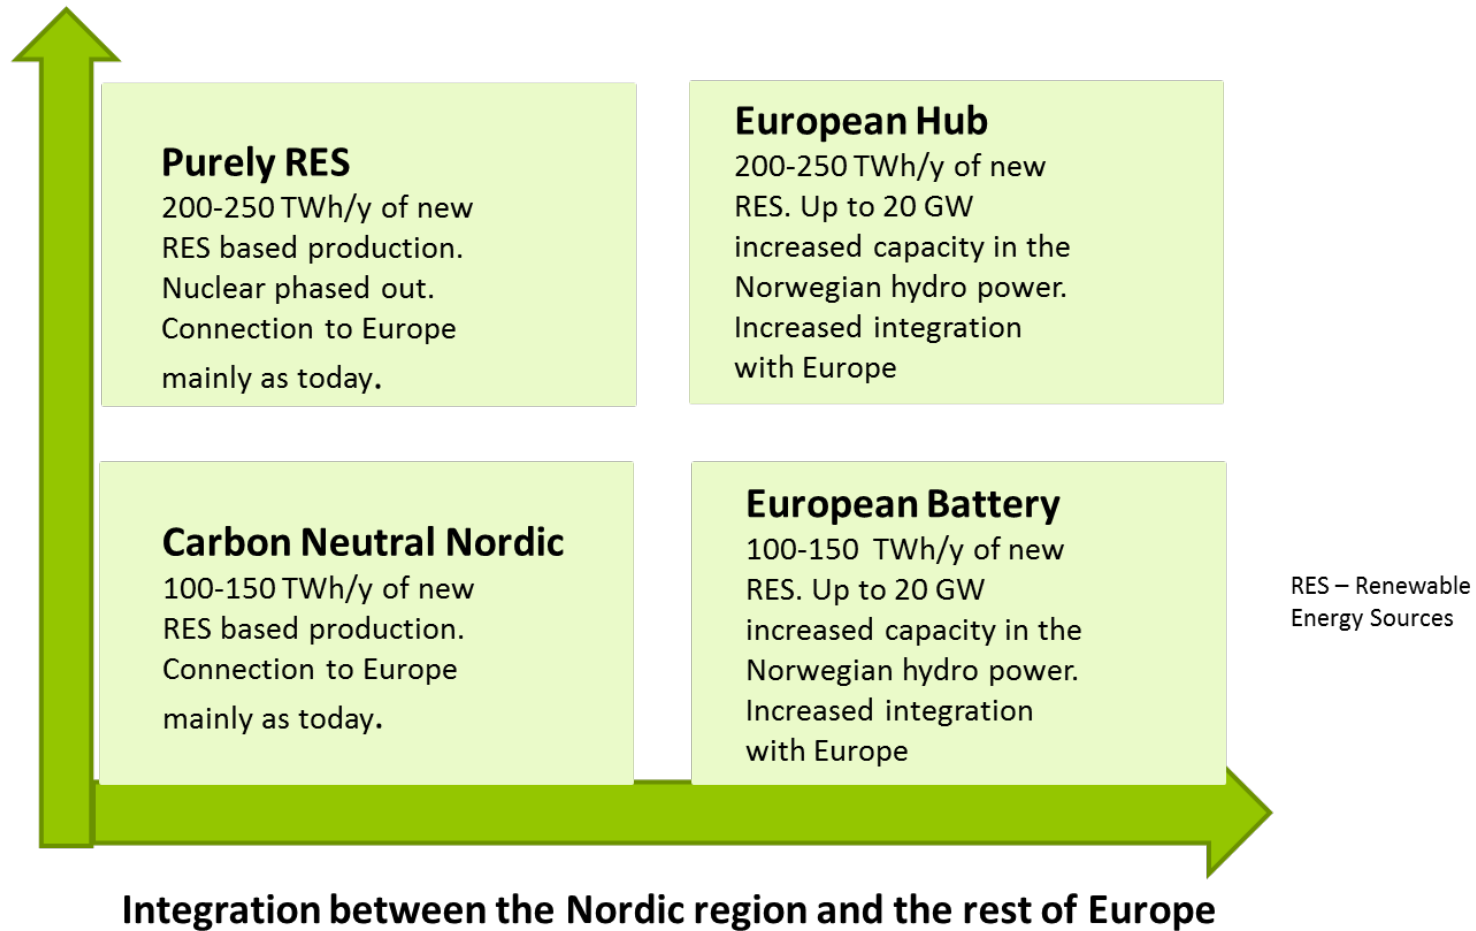 Purely RES
200-250 TWh/y of new
RES based production.
Nuclear phased out.
Connection to Europe
mainly as today.
European Hub
200-250 TWh/y of new
RES. Up to 20 GW
increased capacity in the
Norwegian hydro power.
Increased integration
with Europe
Carbon Neutral Nordic
100-150 TWh/y of new
RES based production.
Connection to Europe
mainly as today.
European Battery
100-150 TWh/y of new
RES. Up to 20 GW
increased capacity in the
Norwegian hydro power.
Increased integration
with Europe
RES – Renewable
Energy Sources
Integration between the Nordic region and the rest of Europe